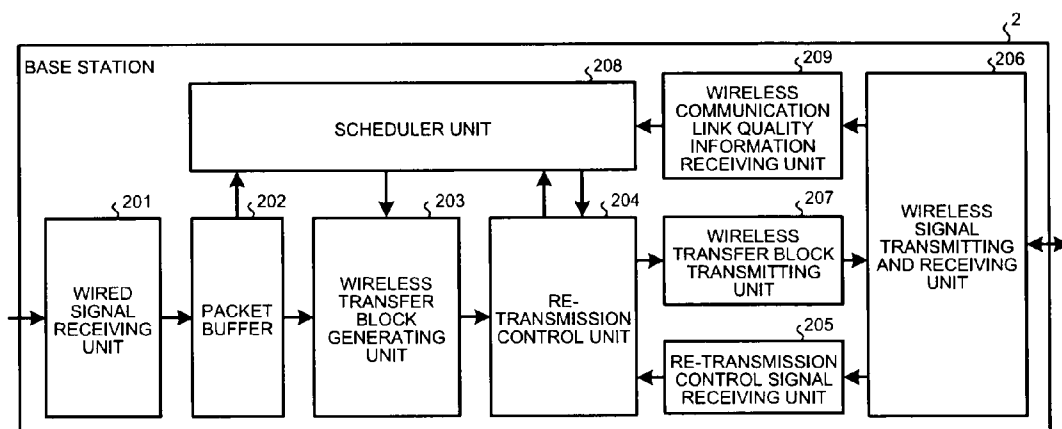 2
BASE STATION
208
SCHEDULER UNIT
209
WIRELESS
COMMUNICATION
LINK QUALITY
INFORMATION
RECEIVING UNIT
206
WIRELESS
SIGNAL
TRANSMITTING
AND RECEIVING
UNIT
201
WIRED
SIGNAL
RECEIVING
UNIT
202
PACKET
BUFFER
203
WIRELESS
TRANSFER
BLOCK
GENERATING
UNIT
204
RE-
TRANSMISSION
CONTROL UNIT
207
WIRELESS
TRANSFER BLOCK
TRANSMITTING
UNIT
205
RE-TRANSMISSION
CONTROL SIGNAL
RECEIVING UNIT